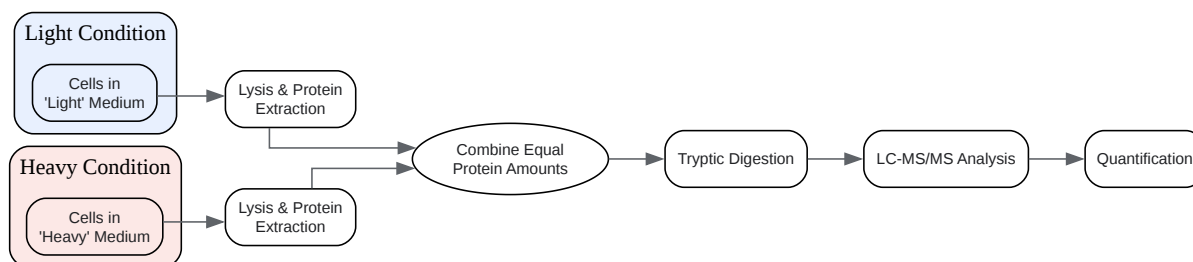 Light Condition
Cells in
'Light' Medium
Lysis & Protein
Extraction
Heavy Condition
Cells in
'Heavy' Medium
Lysis & Protein
Extraction
Combine Equal
Protein Amounts
Tryptic Digestion
LC-MS/MS Analysis
Quantification